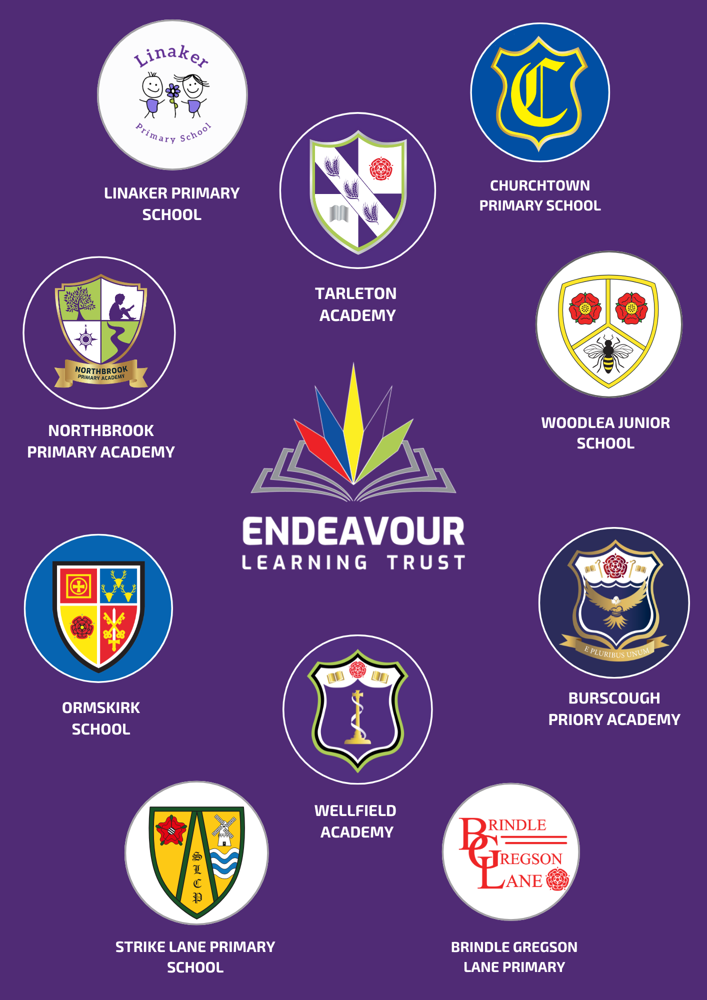 Linaker
Primary School
LINAKER PRIMARY
SCHOOL
C
CHURCHTOWN
PRIMARY SCHOOL
TARLETON
ACADEMY
N
NORTHBROOK
PRIMARY ACADEMY
NORTHBROOK
PRIMARY ACADEMY
WOODLEA JUNIOR
SCHOOL
ENDEAVOUR
LEARNING TRUST
ORMSKIRK
SCHOOL
E PLURIBUS UNUM
BURSCOUGH
PRIORY ACADEMY
WELLFIELD
ACADEMY
S
L
C
P
STRIKE LANE PRIMARY
SCHOOL
BRINDLE
GREGSON
LANE
BRINDLE GREGSON
LANE PRIMARY